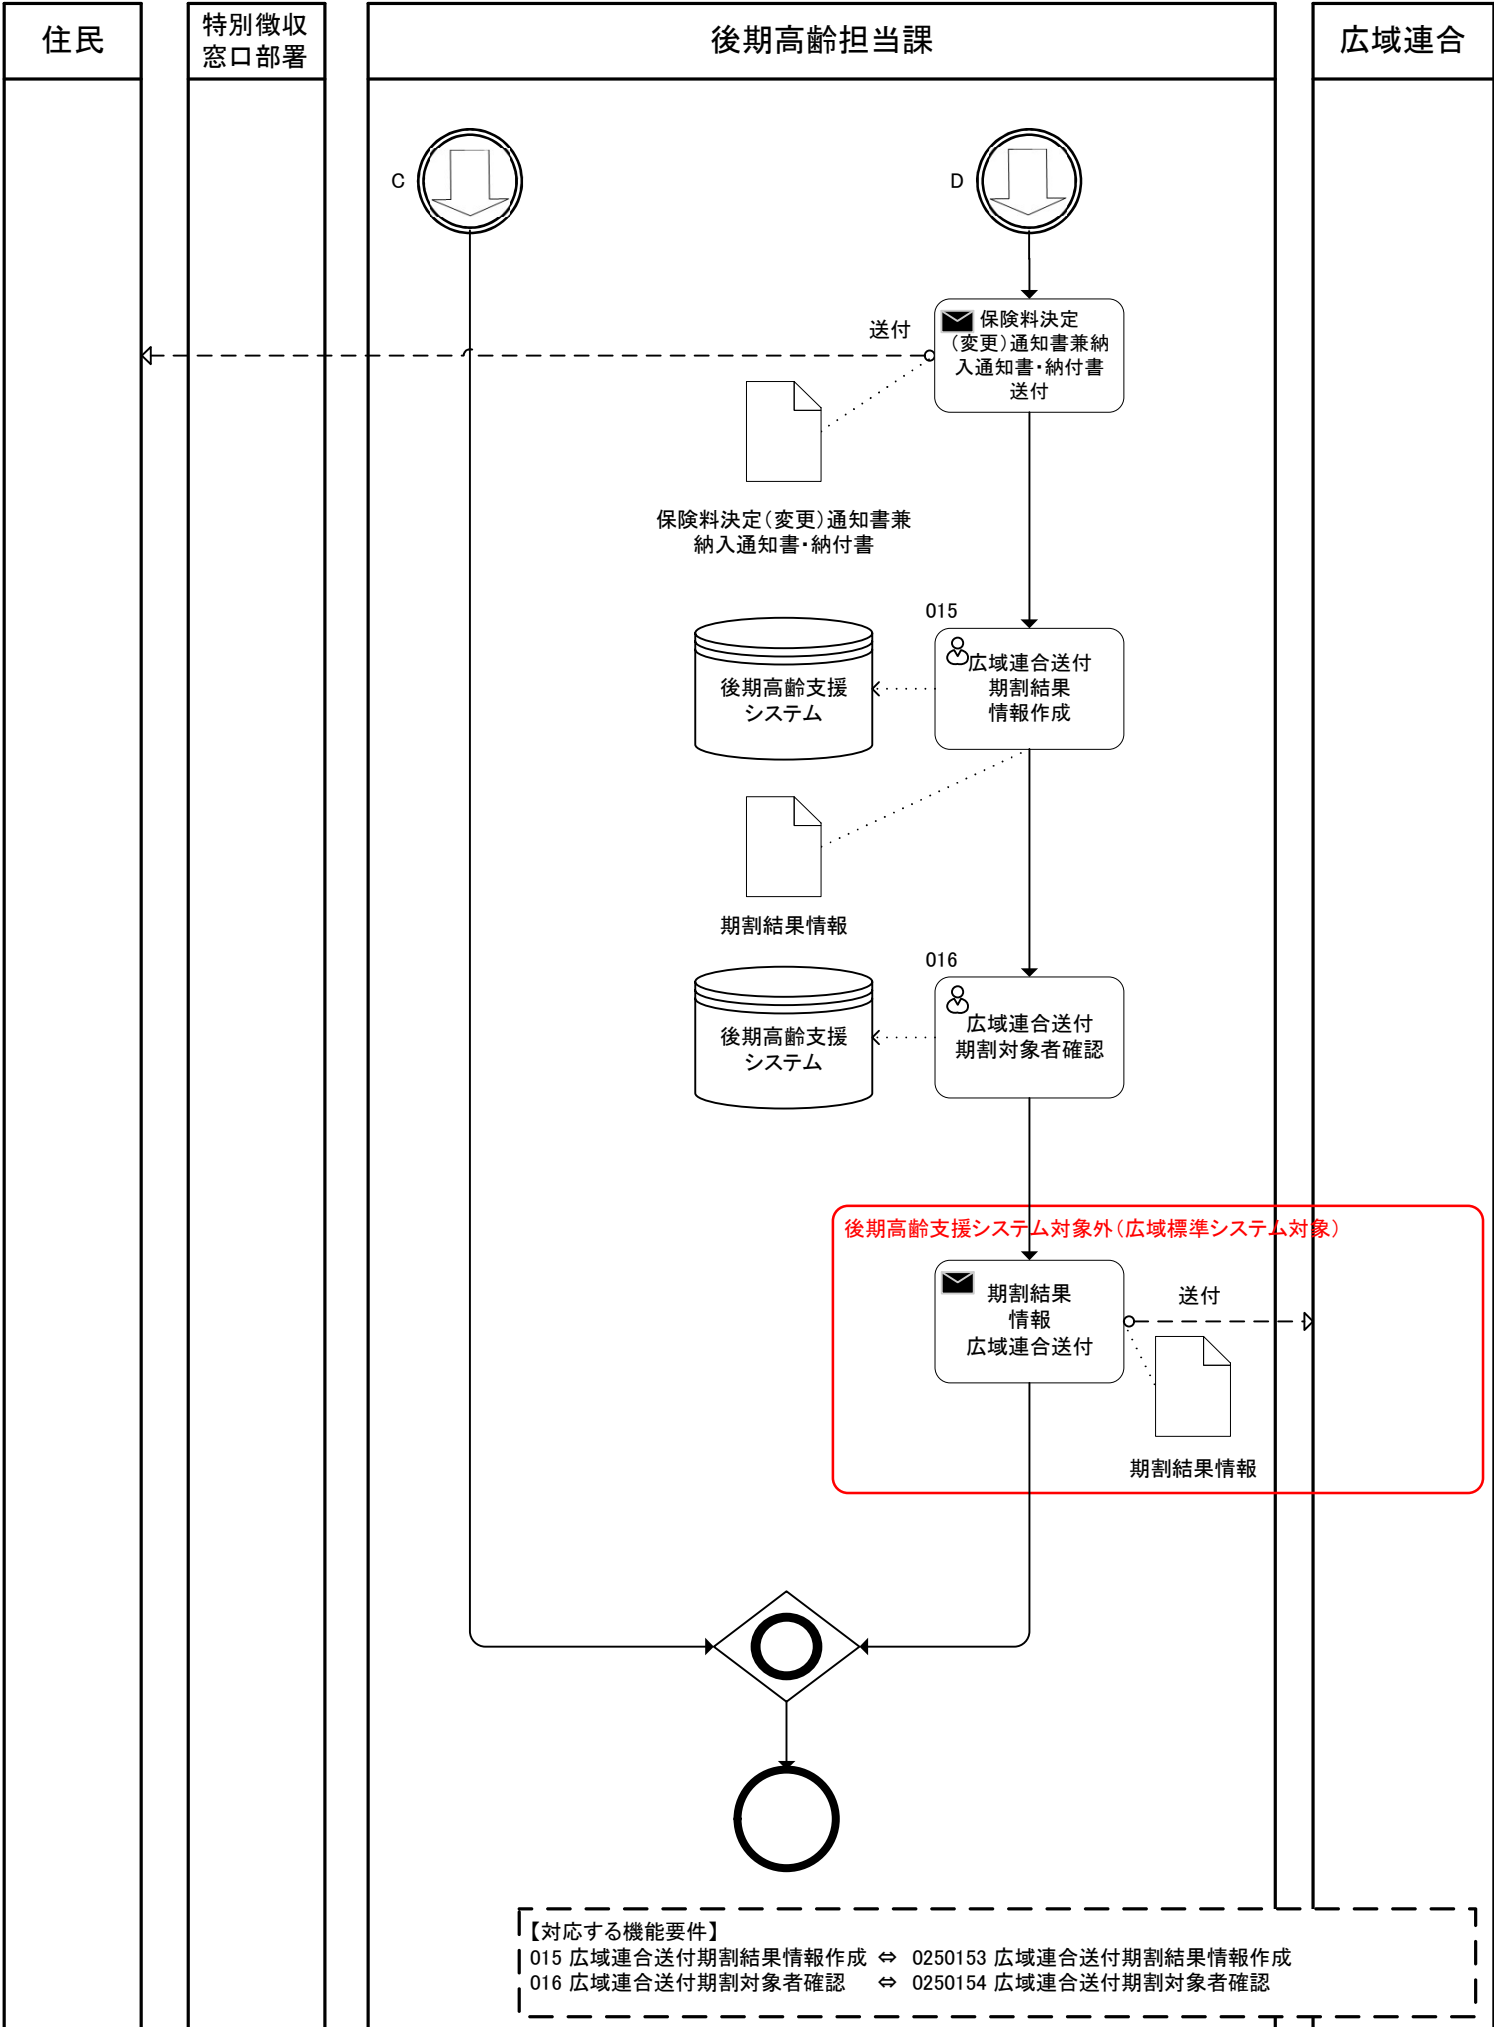 住民
特別徴収
窓口部署
後期高齢担当課
広域連合
C
D
送付
保険料決定
（変更）通知書兼納
入通知書・納付書
送付
保険料決定（変更）通知書兼
納入通知書・納付書
015
広域連合送付
期割結果
情報作成
後期高齢支援
システム
期割結果情報
016
広域連合送付
期割対象者確認
後期高齢支援
システム
後期高齢支援システム対象外（広域標準システム対象）
期割結果
情報
広域連合送付
送付
期割結果情報
【対応する機能要件】
015 広域連合送付期割結果情報作成 ⇔ 0250153 広域連合送付期割結果情報作成
016 広域連合送付期割対象者確認 ⇔ 0250154 広域連合送付期割対象者確認